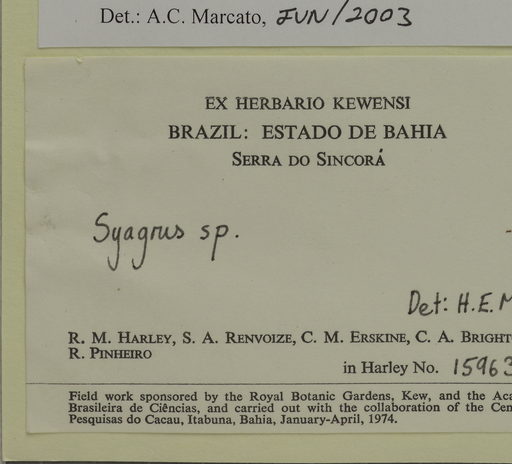 Det.: A.C. Marcato, JUN/2003
EX HERBARIO KEWENSI
BRAZIL: ESTADO DE BAHIA
SERRA DO SINCORÁ
Syagrus sp.
Det: H.E.M
R. M. HARLEY, S. A. RENVOIZE, C. M. ERSKINE, C. A. BRIGHT
R. PINHEIRO
in Harley No. 15963
Field work sponsored by the Royal Botanic Gardens, Kew, and the Aca
Brasileira de Ciências, and carried out with the collaboration of the Cen
Pesquisas do Cacau, Itabuna, Bahia, January-April, 1974.